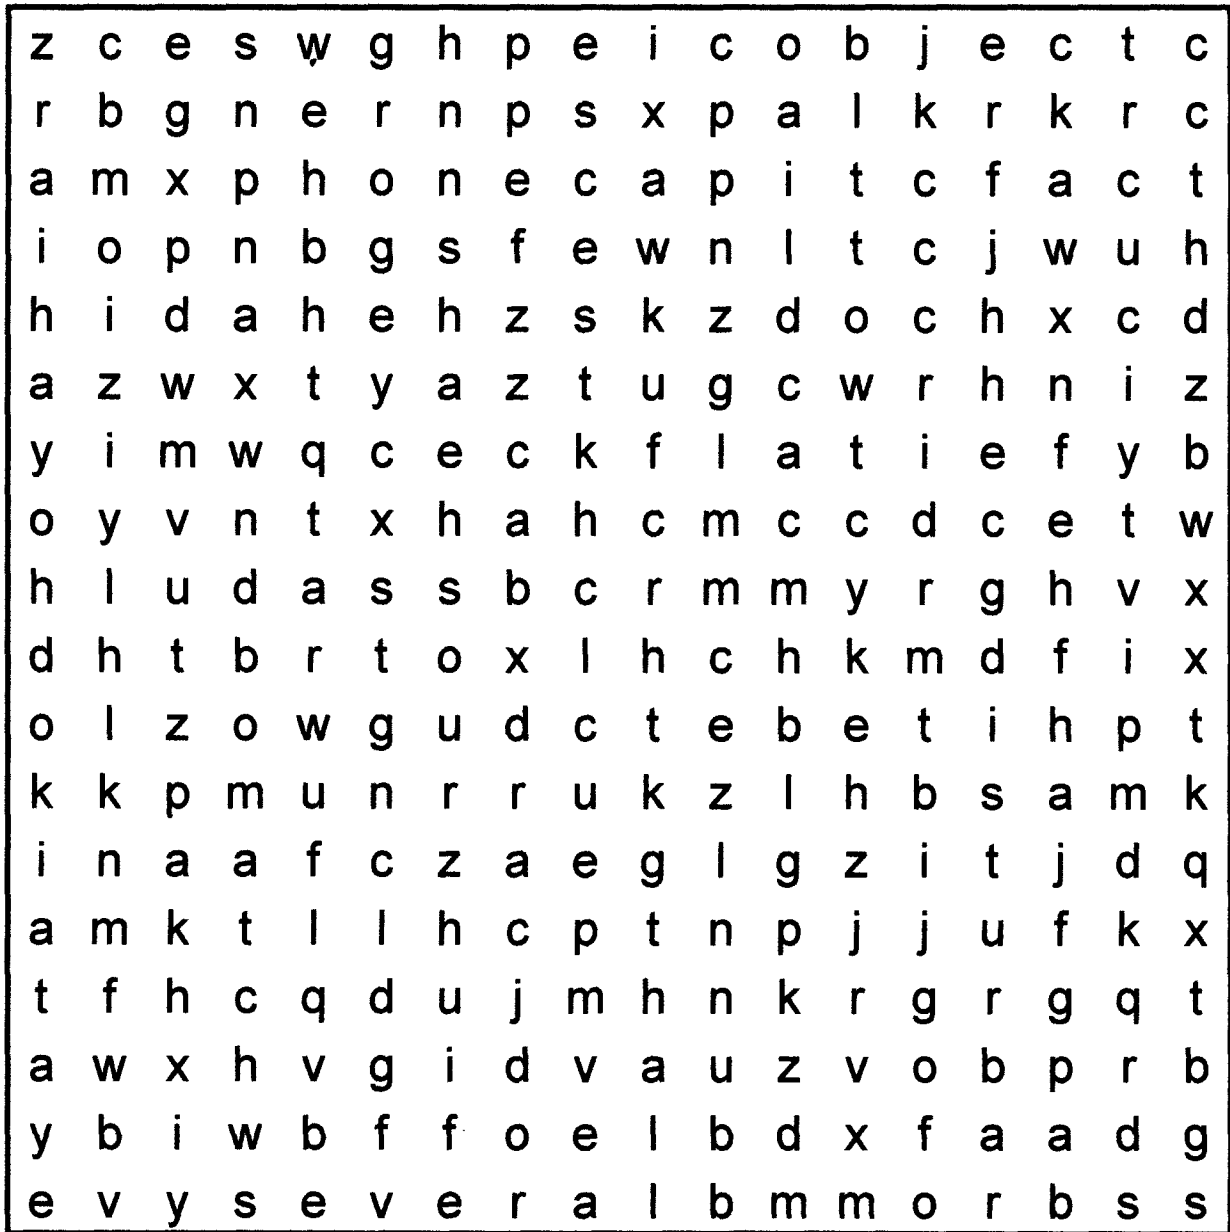 z c e s w g h p e i c o b j e c t c
r b g n e r n p s x p a l k r k r c
a m x p h o n e c a p i t c f a c t
i o p n b g s f e w n l t c j w u h
h i d a h e h z s k z d o c h x c d
a z w x t y a z t u g c w r h n i z
y i m w q c e c k f l a t i e f y b
o y v n t x h a h c m c c d c e t w
h l u d a s s b c r m m y r g h v x
d h t b r t o x l h c h k m d f i x
o l z o w g u d c t e b e t i h p t
k k p m u n r r u k z l h b s a m k
i n a a f c z a e g l g z i t j d q
a m k t l l h c p t n p j j u f k x
t f h c q d u j m h n k r g r g q t
a w x h v g i d v a u z v o b p r b
y b i w b f f o e l b d x f a a d g
e v y s e v e r a l b m m o r b s s